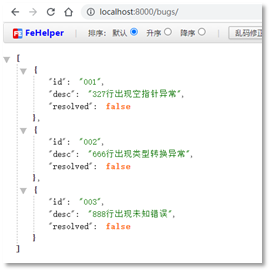 localhost:8000/bugs/
FeHelper 排序: 默认 升序 降序 乱码修正
[
{
"id": "001",
"desc": "327行出现空指针异常",
"resolved": false
},
{
"id": "002",
"desc": "666行出现类型转换异常",
"resolved": false
},
{
"id": "003",
"desc": "888行出现未知错误",
"resolved": false
}
]